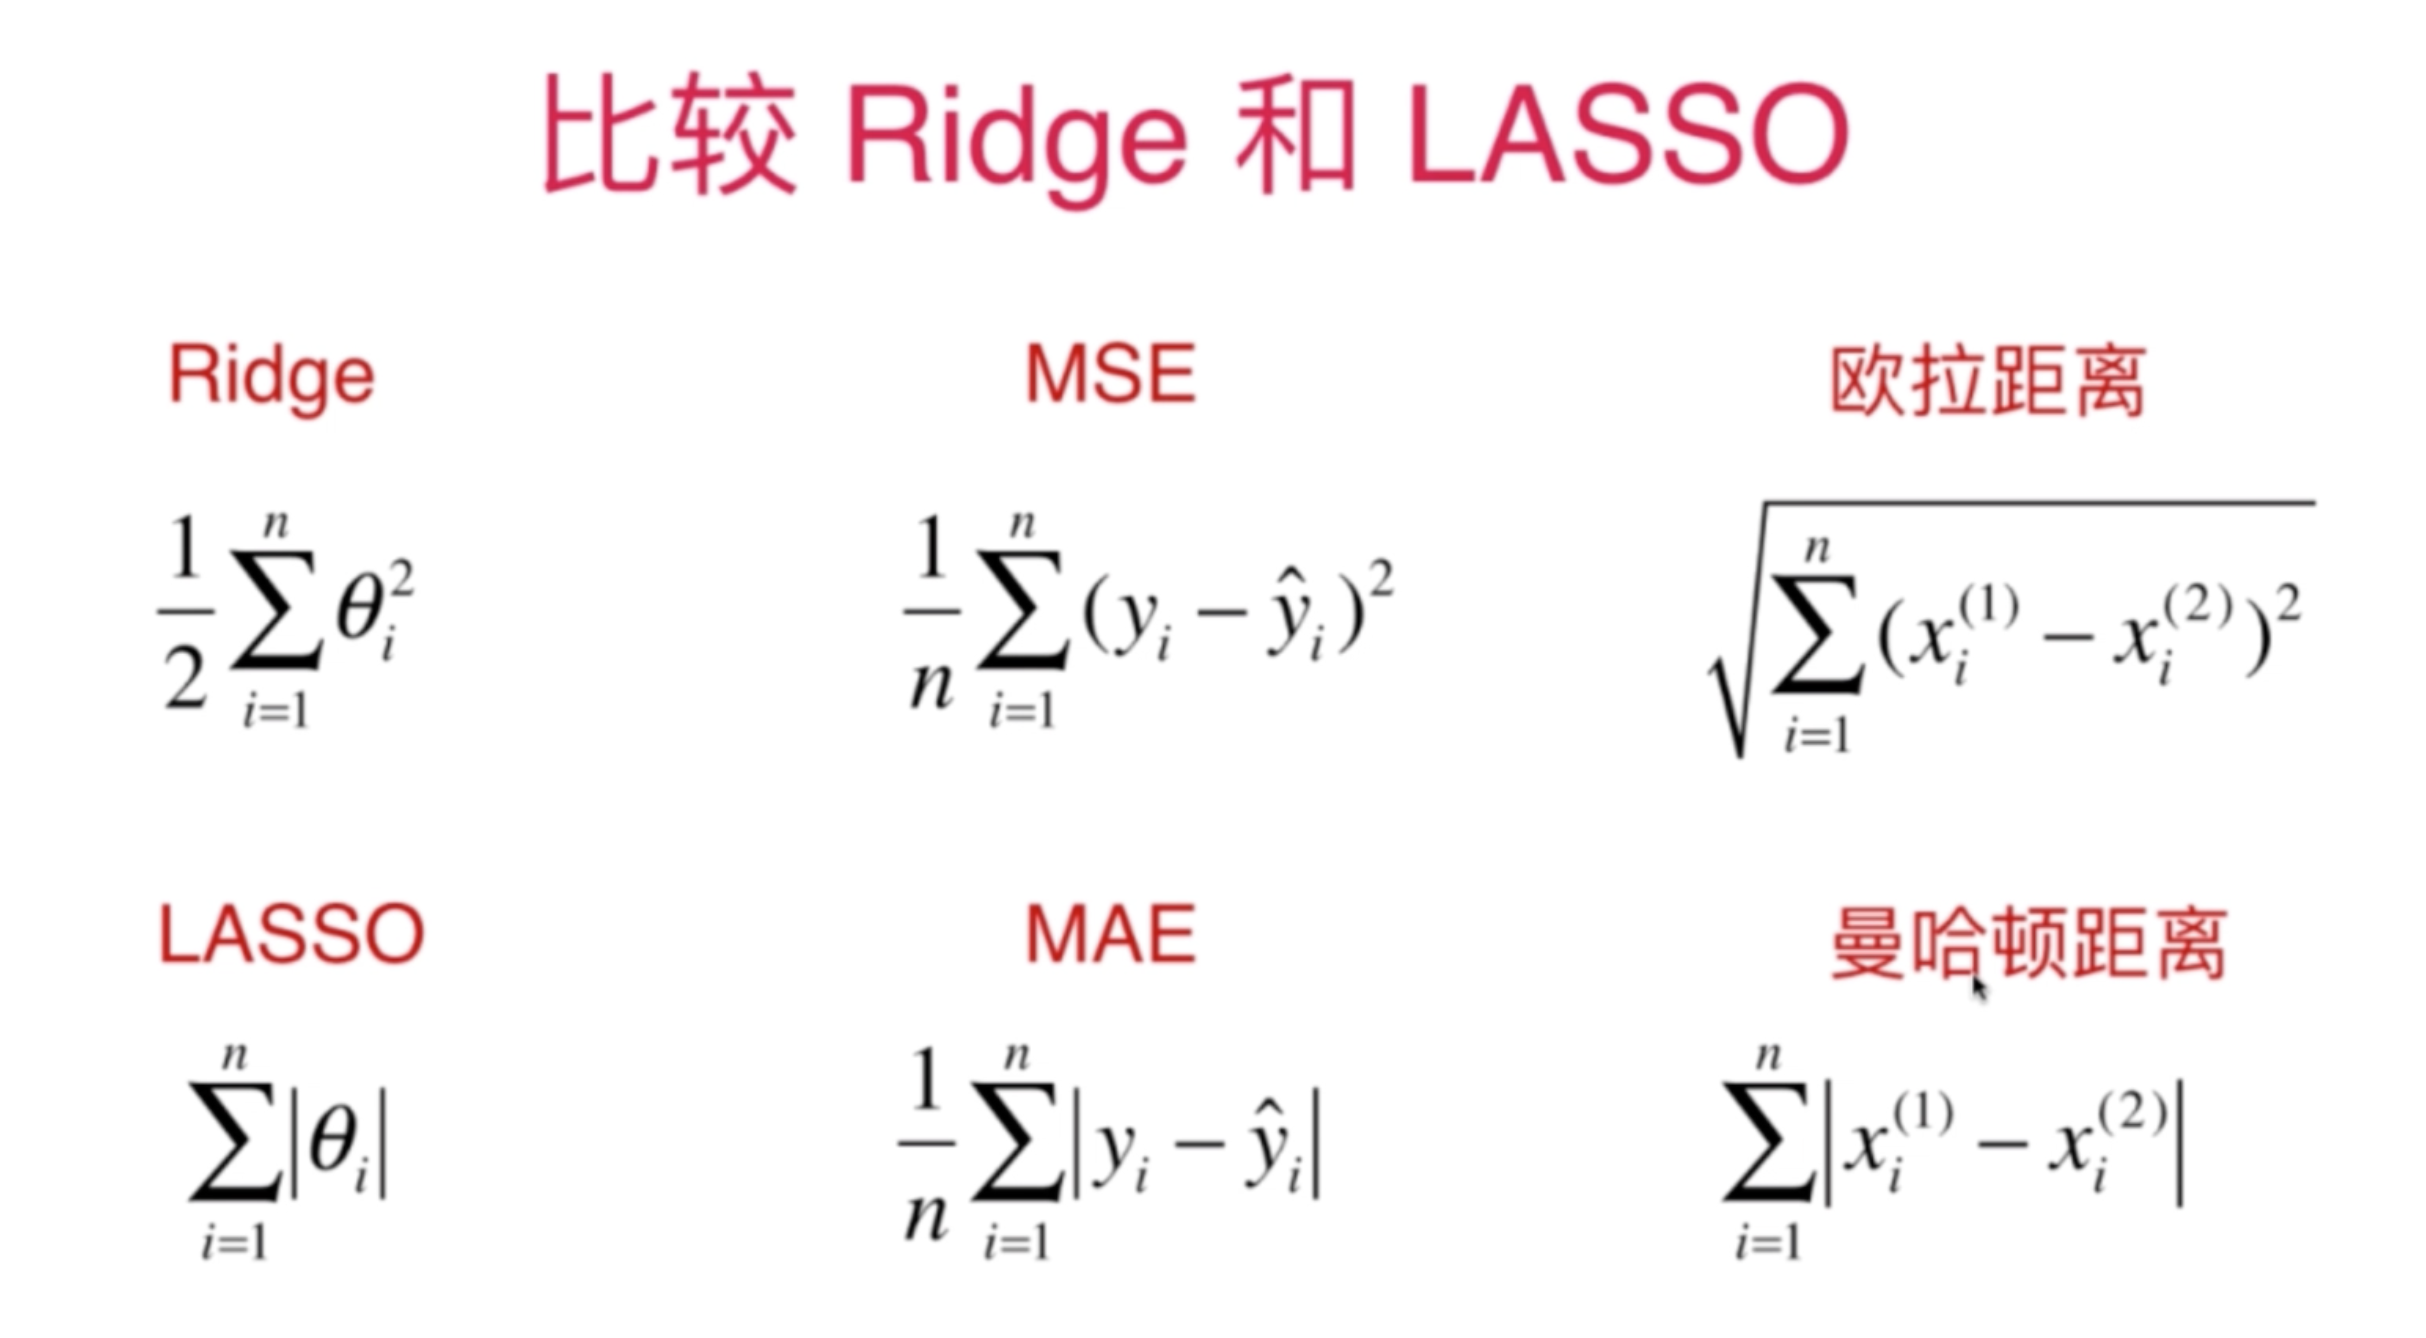 比较 Ridge 和 LASSO
Ridge MSE 欧拉距离
$\frac{1}{2}\sum_{i=1}^{n}\theta_i^2$ $\frac{1}{n}\sum_{i=1}^{n}(y_i-\hat{y}_i)^2$ $\sqrt{\sum_{i=1}^{n}(x_i^{(1)}-x_i^{(2)})^2}$
LASSO MAE 曼哈顿距离
$\sum_{i=1}^{n}|\theta_i|$ $\frac{1}{n}\sum_{i=1}^{n}|y_i-\hat{y}_i|$ $\sum_{i=1}^{n}|x_i^{(1)}-x_i^{(2)}|$